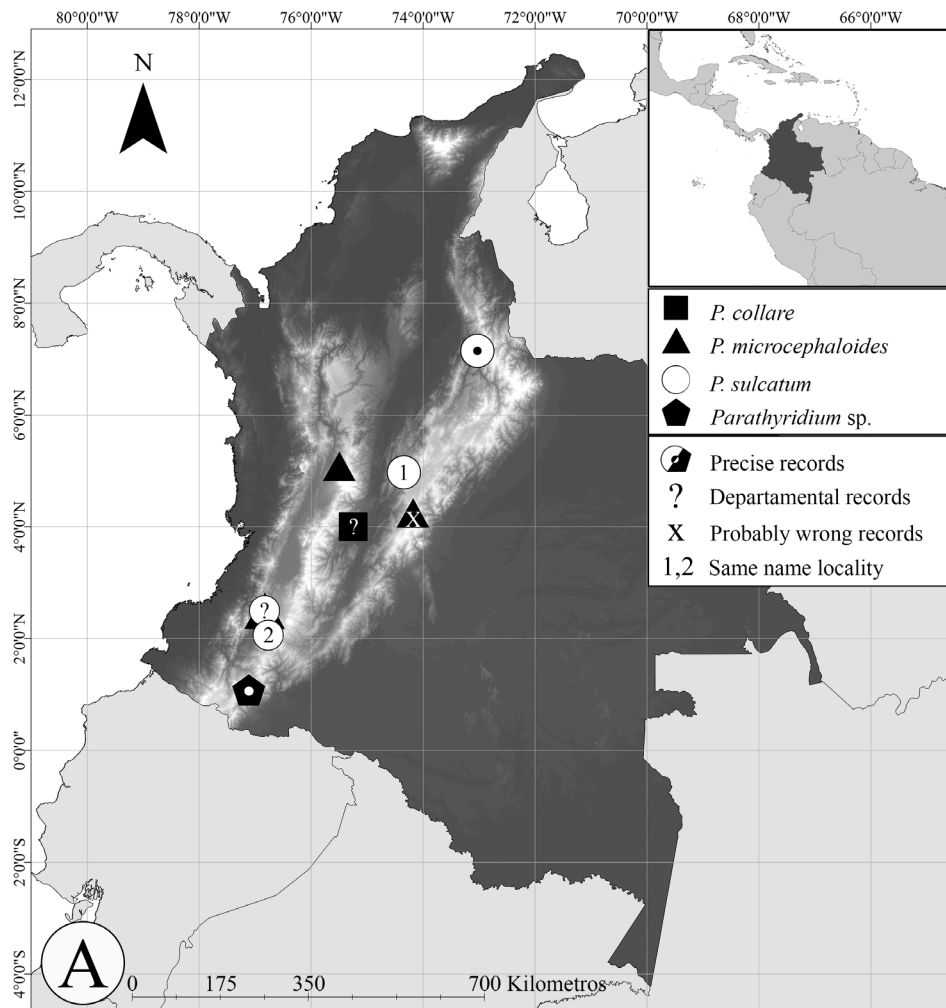 80°0'0"W 78°0'0"W 76°0'0"W 74°0'0"W 72°0'0"W 70°0'0"W 68°0'0"W 66°0'0"W
N
12°0'0"N
10°0'0"N
8°0'0"N
6°0'0"N
4°0'0"N
2°0'0"N
0°0'0"
2°0'0"S
4°0'0"S
P. collare
P. microcephaloides
P. sulcatum
Parathyridium sp.
Precise records
? Departamental records
x Probably wrong records
1,2 Same name locality
1
x
?
?
2
A
0 175 350 700 Kilometros